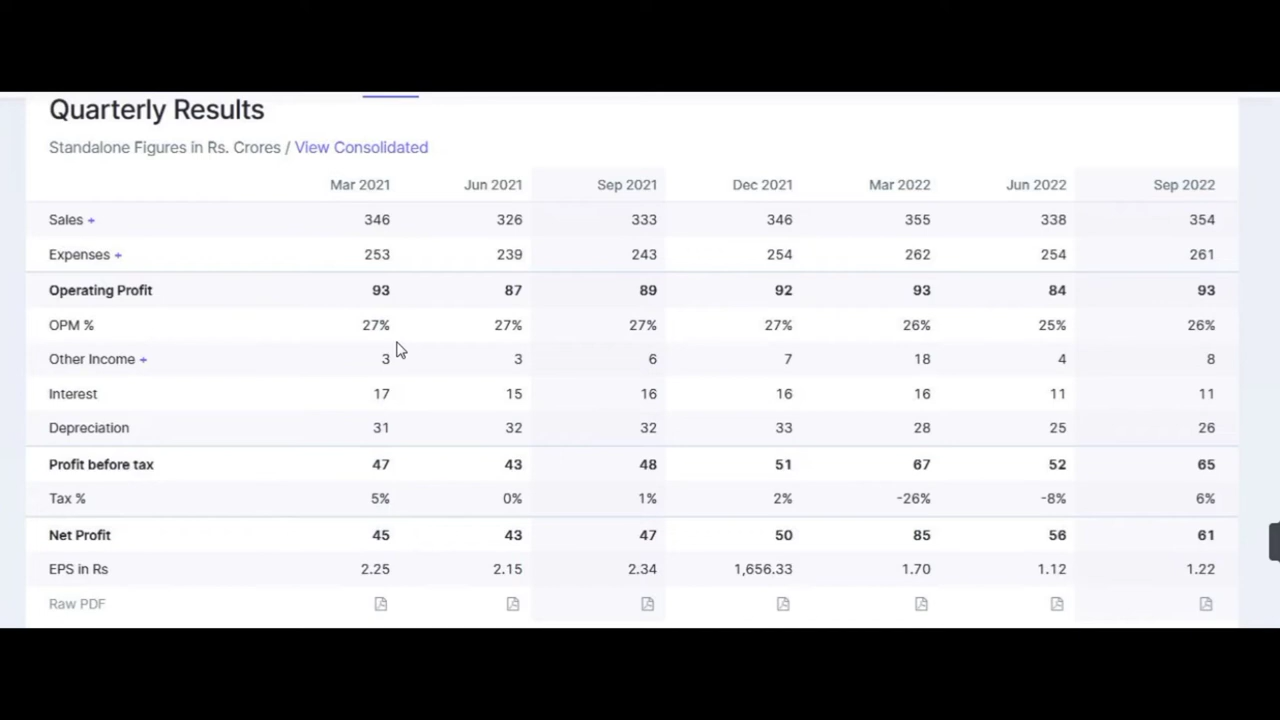 Quarterly Results
Standalone Figures in Rs. Crores / View Consolidated
Mar 2021 Jun 2021 Sep 2021 Dec 2021 Mar 2022 Jun 2022 Sep 2022
Sales + 346 326 333 346 355 338 354
Expenses + 253 239 243 254 262 254 261
Operating Profit 93 87 89 92 93 84 93
OPM % 27% 27% 27% 27% 26% 25% 26%
Other Income + 3 3 6 7 18 4 8
Interest 17 15 16 16 16 11 11
Depreciation 31 32 32 33 28 25 26
Profit before tax 47 43 48 51 67 52 65
Tax % 5% 0% 1% 2% -26% -8% 6%
Net Profit 45 43 47 50 85 56 61
EPS in Rs 2.25 2.15 2.34 1,656.33 1.70 1.12 1.22
Raw PDF